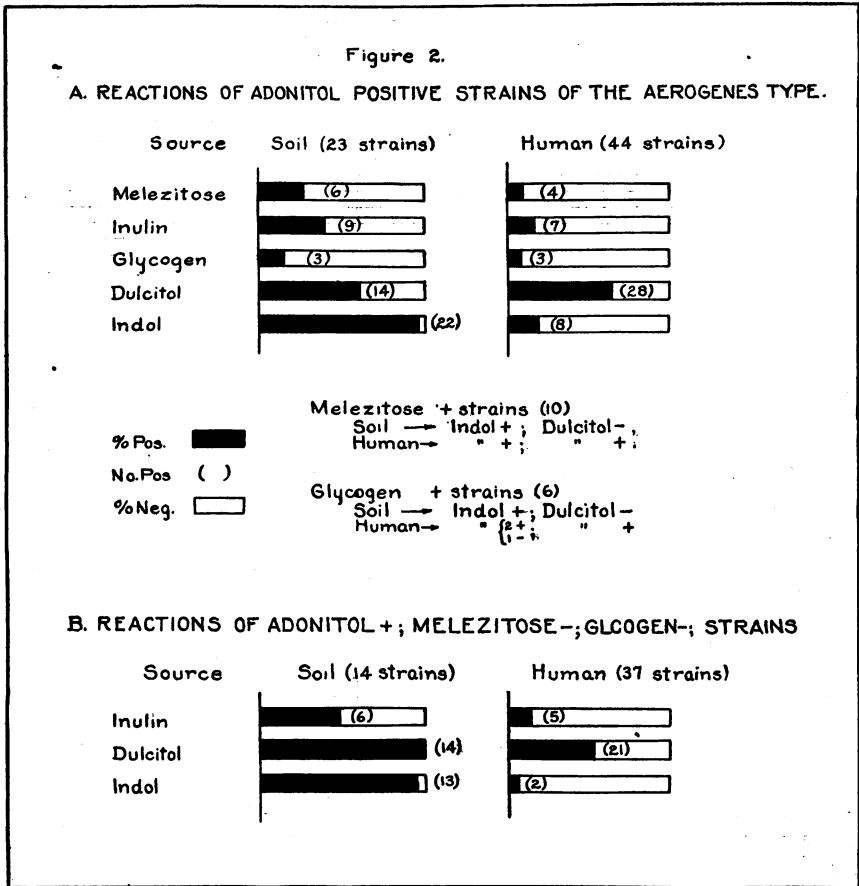 Figure 2.
A. REACTIONS OF ADONITOL POSITIVE STRAINS OF THE AEROGENES TYPE.
Source Soil (23 strains) Human (44 strains)
Melezitose (6) (4)
Inulin (9) (7)
Glycogen (3) (3)
Dulcitol (14) (28)
Indol (22) (8)
Melezitose + strains (10)
Soil → Indol + ; Dulcitol - ,
Human → " + ; " + ;
% Pos.
No. Pos ( )
% Neg.
Glycogen + strains (6)
Soil → Indol + ; Dulcitol -
Human → " { 2 + ; " +
1 - ;
B. REACTIONS OF ADONITOL + ; MELEZITOSE - ; GLCOGEN - ; STRAINS
Source Soil (14 strains) Human (37 strains)
Inulin (6) (5)
Dulcitol (14) (21)
Indol (13) (2)